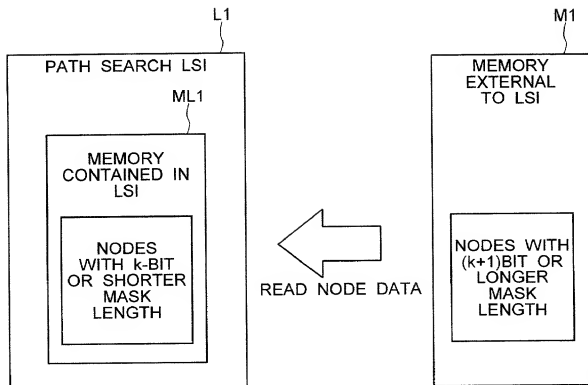 L1
PATH SEARCH LSI
ML1
MEMORY
CONTAINED IN
LSI
NODES
WITH k-BIT
OR SHORTER
MASK
LENGTH
READ NODE DATA
M1
MEMORY
EXTERNAL
TO LSI
NODES WITH
(k+1)BIT OR
LONGER
MASK
LENGTH